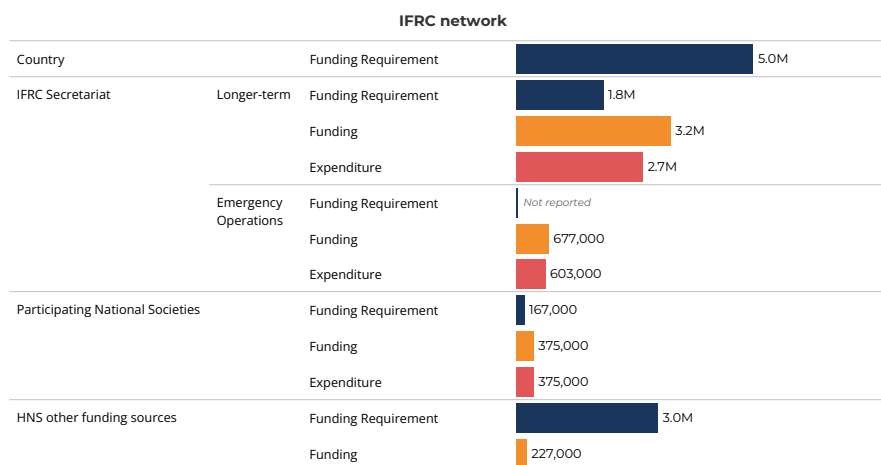 IFRC network
Country Funding Requirement 5.0M
IFRC Secretariat Longer-term Funding Requirement 1.8M
Funding 3.2M
Expenditure 2.7M
Emergency Operations Funding Requirement Not reported
Funding 677,000
Expenditure 603,000
Participating National Societies Funding Requirement 167,000
Funding 375,000
Expenditure 375,000
HNS other funding sources Funding Requirement 3.0M
Funding 227,000